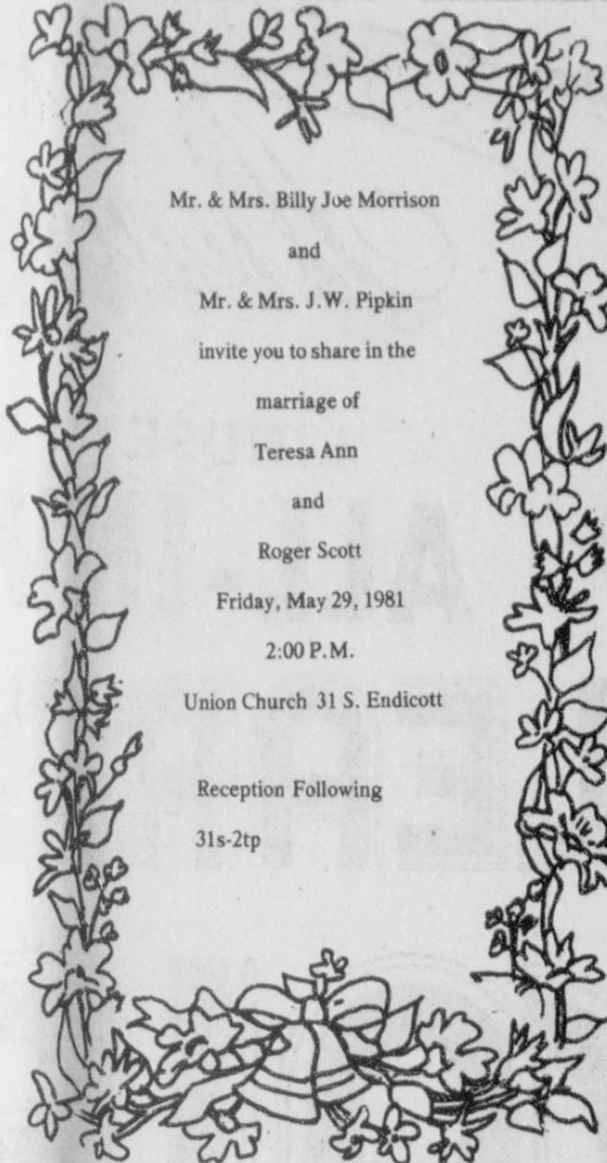 Mr. & Mrs. Billy Joe Morrison
and
Mr. & Mrs. J.W. Pipkin
invite you to share in the
marriage of
Teresa Ann
and
Roger Scott
Friday, May 29, 1981
2:00 P.M.
Union Church 31 S. Endicott
Reception Following
31s-2tp